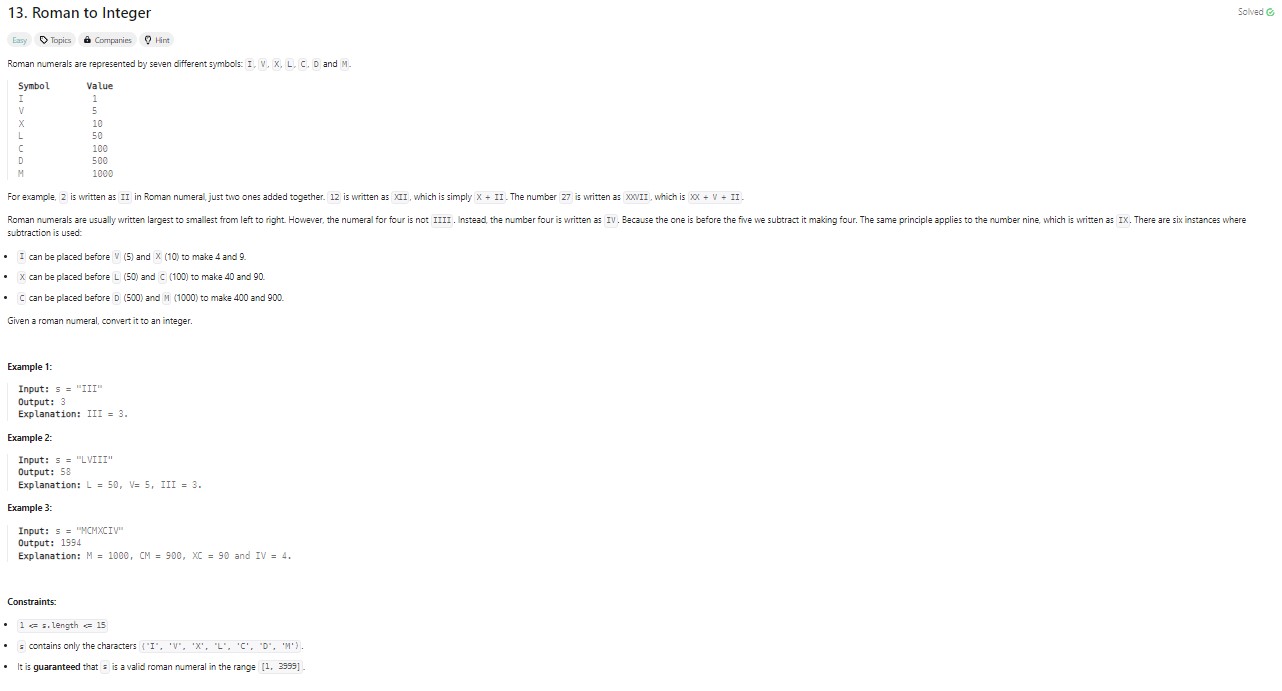 13. Roman to Integer
Solved
Easy Topics Companies Hint
Roman numerals are represented by seven different symbols: I, V, X, L, C, D and M.
Symbol Value
I 1
V 5
X 10
L 50
C 100
D 500
M 1000
For example, 2 is written as II in Roman numeral, just two ones added together. 12 is written as XII, which is simply X + II. The number 27 is written as XXVII, which is XX + V + II.
Roman numerals are usually written largest to smallest from left to right. However, the numeral for four is not IIII. Instead, the number four is written as IV. Because the one is before the five we subtract it making four. The same principle applies to the number nine, which is written as IX. There are six instances where
subtraction is used:
• I can be placed before V (5) and X (10) to make 4 and 9.
• X can be placed before L (50) and C (100) to make 40 and 90.
• C can be placed before D (500) and M (1000) to make 400 and 900.
Given a roman numeral, convert it to an integer.
Example 1:
Input: s = "III"
Output: 3
Explanation: III = 3.
Example 2:
Input: s = "LVIII"
Output: 58
Explanation: L = 50, V= 5, III = 3.
Example 3:
Input: s = "MCMXCIV"
Output: 1994
Explanation: M = 1000, CM = 900, XC = 90 and IV = 4.
Constraints:
• 1 <= s.length <= 15
• s contains only the characters ('I', 'V', 'X', 'L', 'C', 'D', 'M').
• It is guaranteed that s is a valid roman numeral in the range [1, 3999].